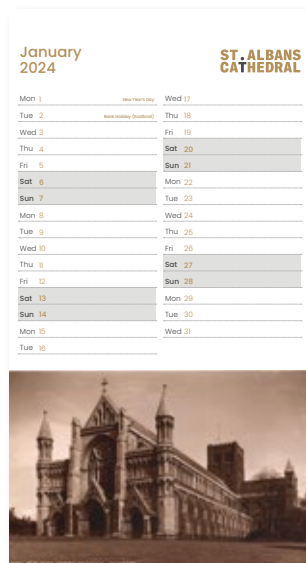 January
2024
ST.ALBANS
CATHEDRAL
Mon 1 New Year's Day
Tue 2 Bank Holiday (Scotland)
Wed 3
Thu 4
Fri 5
Sat 6
Sun 7
Mon 8
Tue 9
Wed 10
Thu 11
Fri 12
Sat 13
Sun 14
Mon 15
Tue 16
Wed 17
Thu 18
Fri 19
Sat 20
Sun 21
Mon 22
Tue 23
Wed 24
Thu 25
Fri 26
Sat 27
Sun 28
Mon 29
Tue 30
Wed 31